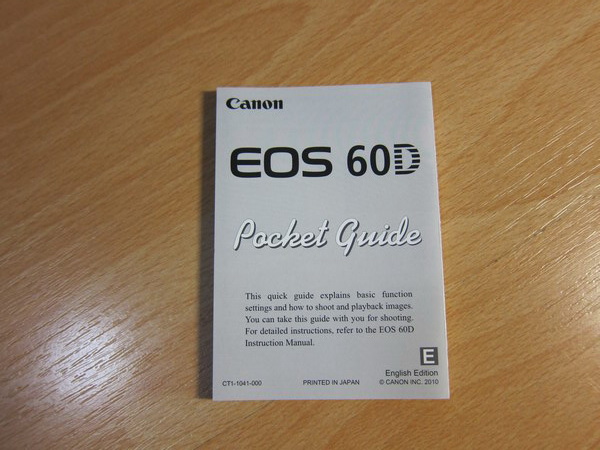 Canon
EOS 60D
Pocket Guide
This quick guide explains basic function
settings and how to shoot and playback images.
You can take this guide with you for shooting.
For detailed instructions, refer to the EOS 60D
Instruction Manual.
E
English Edition
CT1-1041-000 PRINTED IN JAPAN © CANON INC. 2010